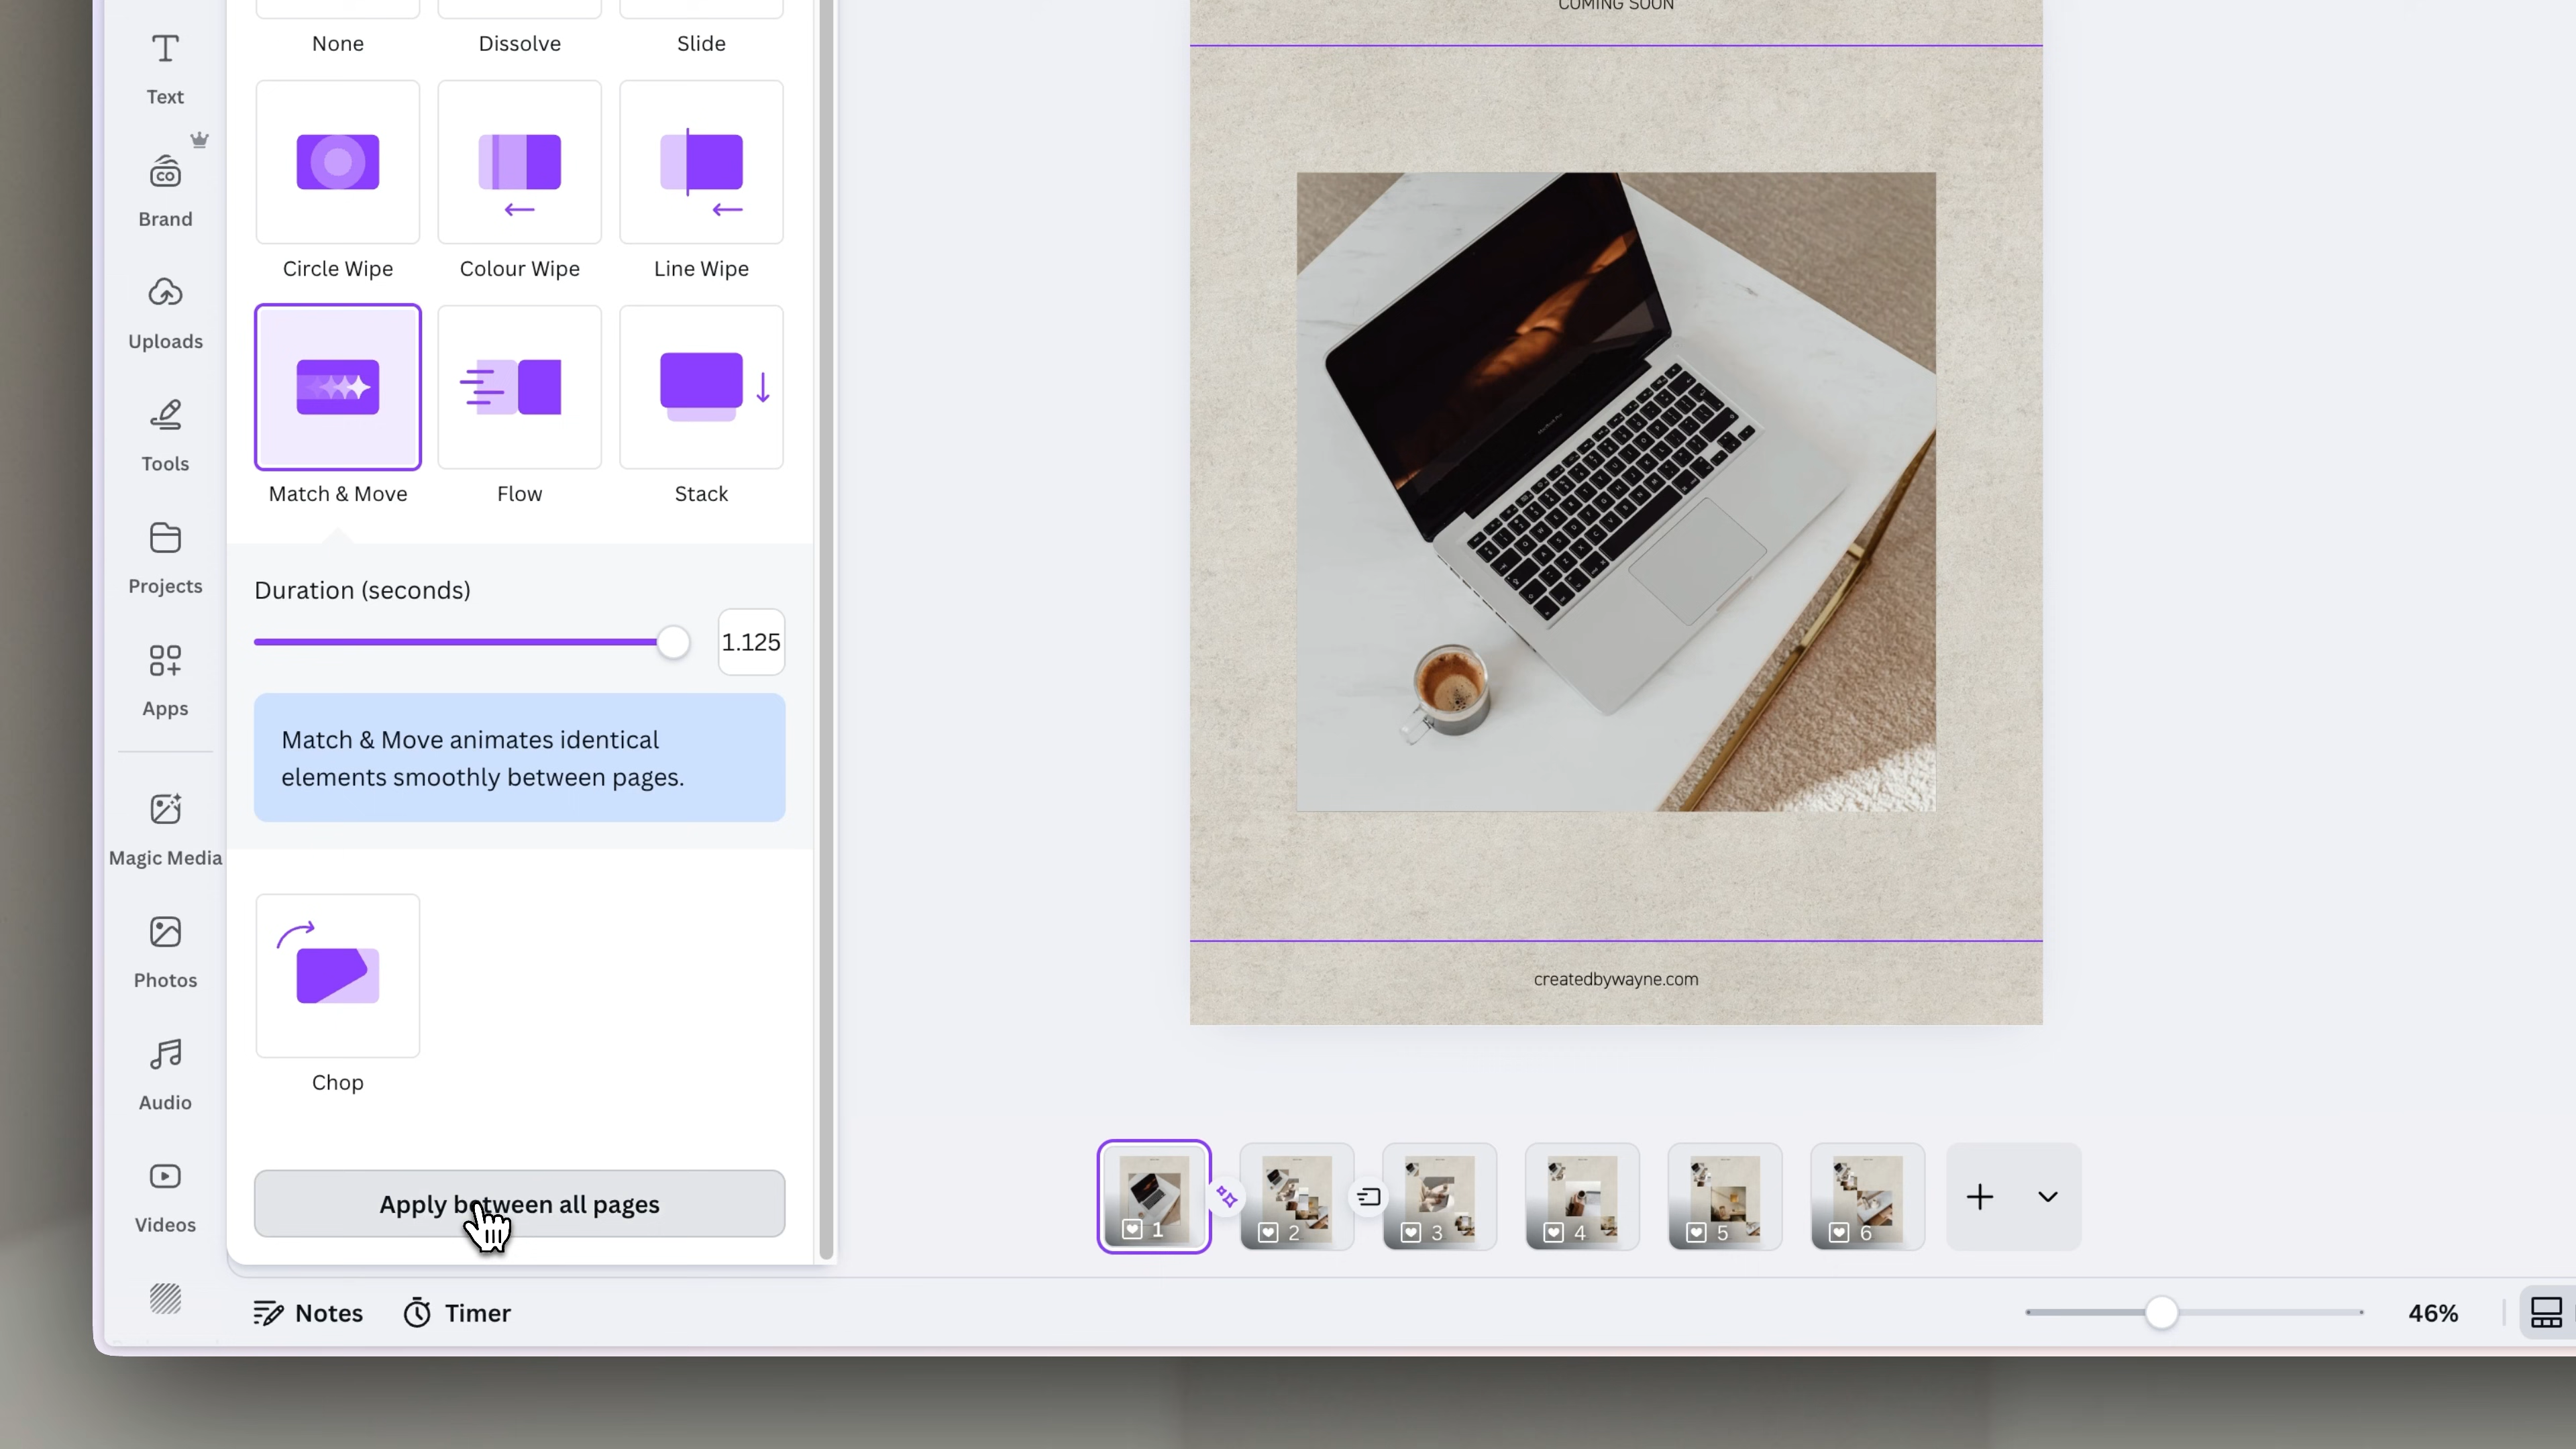 Text
CO
Brand
Uploads
Tools
Projects
Apps
Magic Media
Photos
Audio
Videos
None
Dissolve
Slide
Circle Wipe
Colour Wipe
Line Wipe
Match & Move
Flow
Stack
Duration (seconds)
1.125
Match & Move animates identical
elements smoothly between pages.
Chop
Apply between all pages
COMING SOON
createdbywayne.com
1
2
3
4
5
6
Notes
Timer
46%